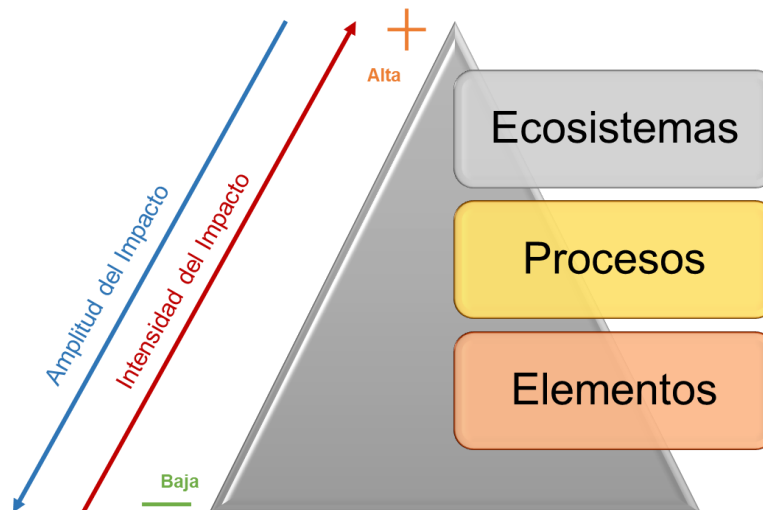 Alta
Ecosistemas
Procesos
Elementos
Amplitud del Impacto
Intensidad del Impacto
Baja